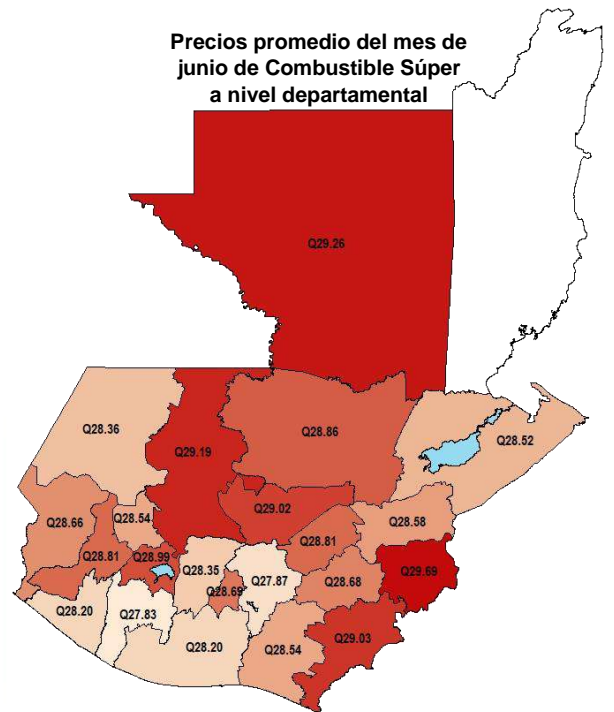 Precios promedio del mes de
junio de Combustible Súper
a nivel departamental
Q29.26
Q28.36
Q29.19
Q28.86
Q28.52
Q28.66
Q28.54
Q29.02
Q28.58
Q28.81
Q28.99
Q28.81
Q28.35
Q27.87
Q28.68
Q29.69
Q28.69
Q28.20
Q27.83
Q28.20
Q28.54
Q29.03